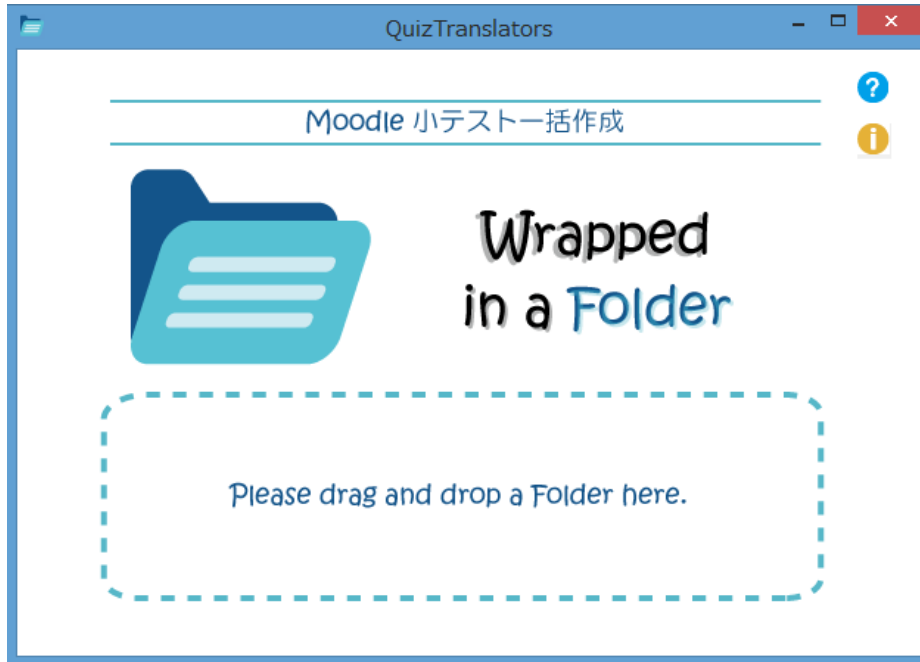 QuizTranslators
Moodle 小テスト一括作成
?
i
Wrapped
in a Folder
Please drag and drop a Folder here.